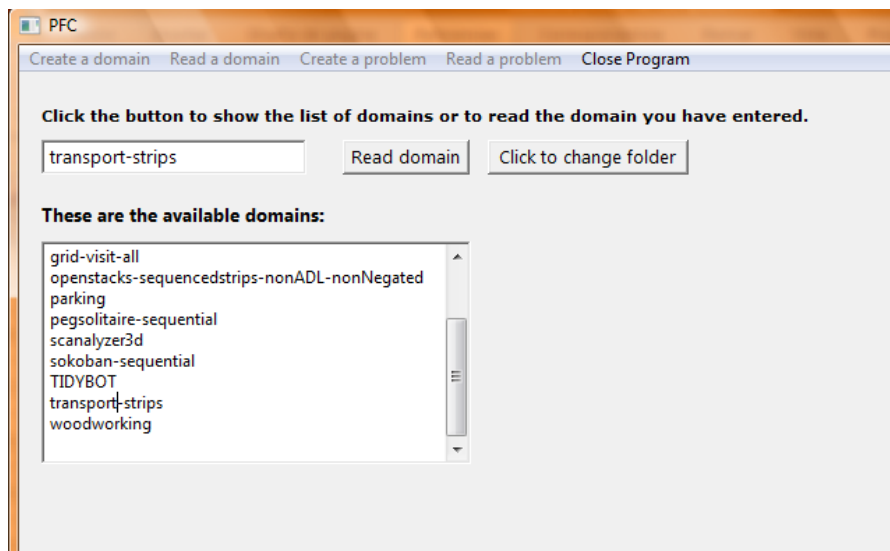 PFC
Create a domain Read a domain Create a problem Read a problem Close Program
Click the button to show the list of domains or to read the domain you have entered.
transport-strips Read domain Click to change folder
These are the available domains:
grid-visit-all
openstacks-sequencedstrips-nonADL-nonNegated
parking
pegsolitaire-sequential
scanalyzer3d
sokoban-sequential
TIDYBOT
transport-strips
woodworking